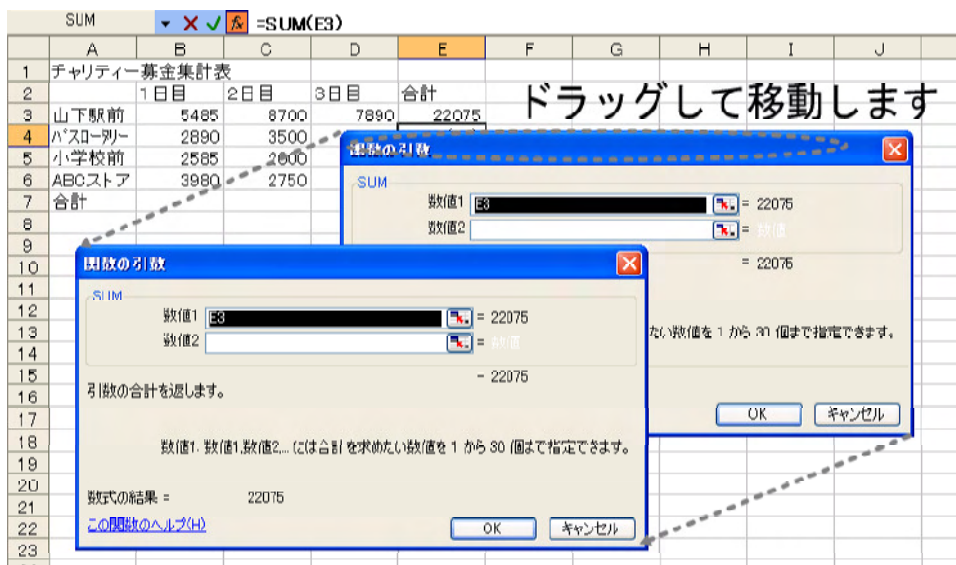 SUM =SUM(E3)
A B C D E F G H I J
1 チャリティー募金集計表
2 1日目 2日目 3日目 合計
ドラッグして移動します
3 山下駅前 5485 8700 7890 22075
4 バスロータリー 2890 3500
5 小学校前 2585 2600
6 ABCストア 3980 2750
7 合計
8
9
10
11
12
13
14
15
16
17
18
19
20
21
22
23
関数の引数
SUM
数値1 E3 = 22075
数値2 = 数値
= 22075
たい数値を 1 から 30 個まで指定できます。
OK キャンセル
関数の引数
SUM
数値1 E3 = 22075
数値2 = 数値
= 22075
引数の合計を返します。
数値1: 数値1,数値2,... には合計を求めたい数値を 1 から 30 個まで指定できます。
数式の結果 = 22075
この関数のヘルプ(H)
OK キャンセル